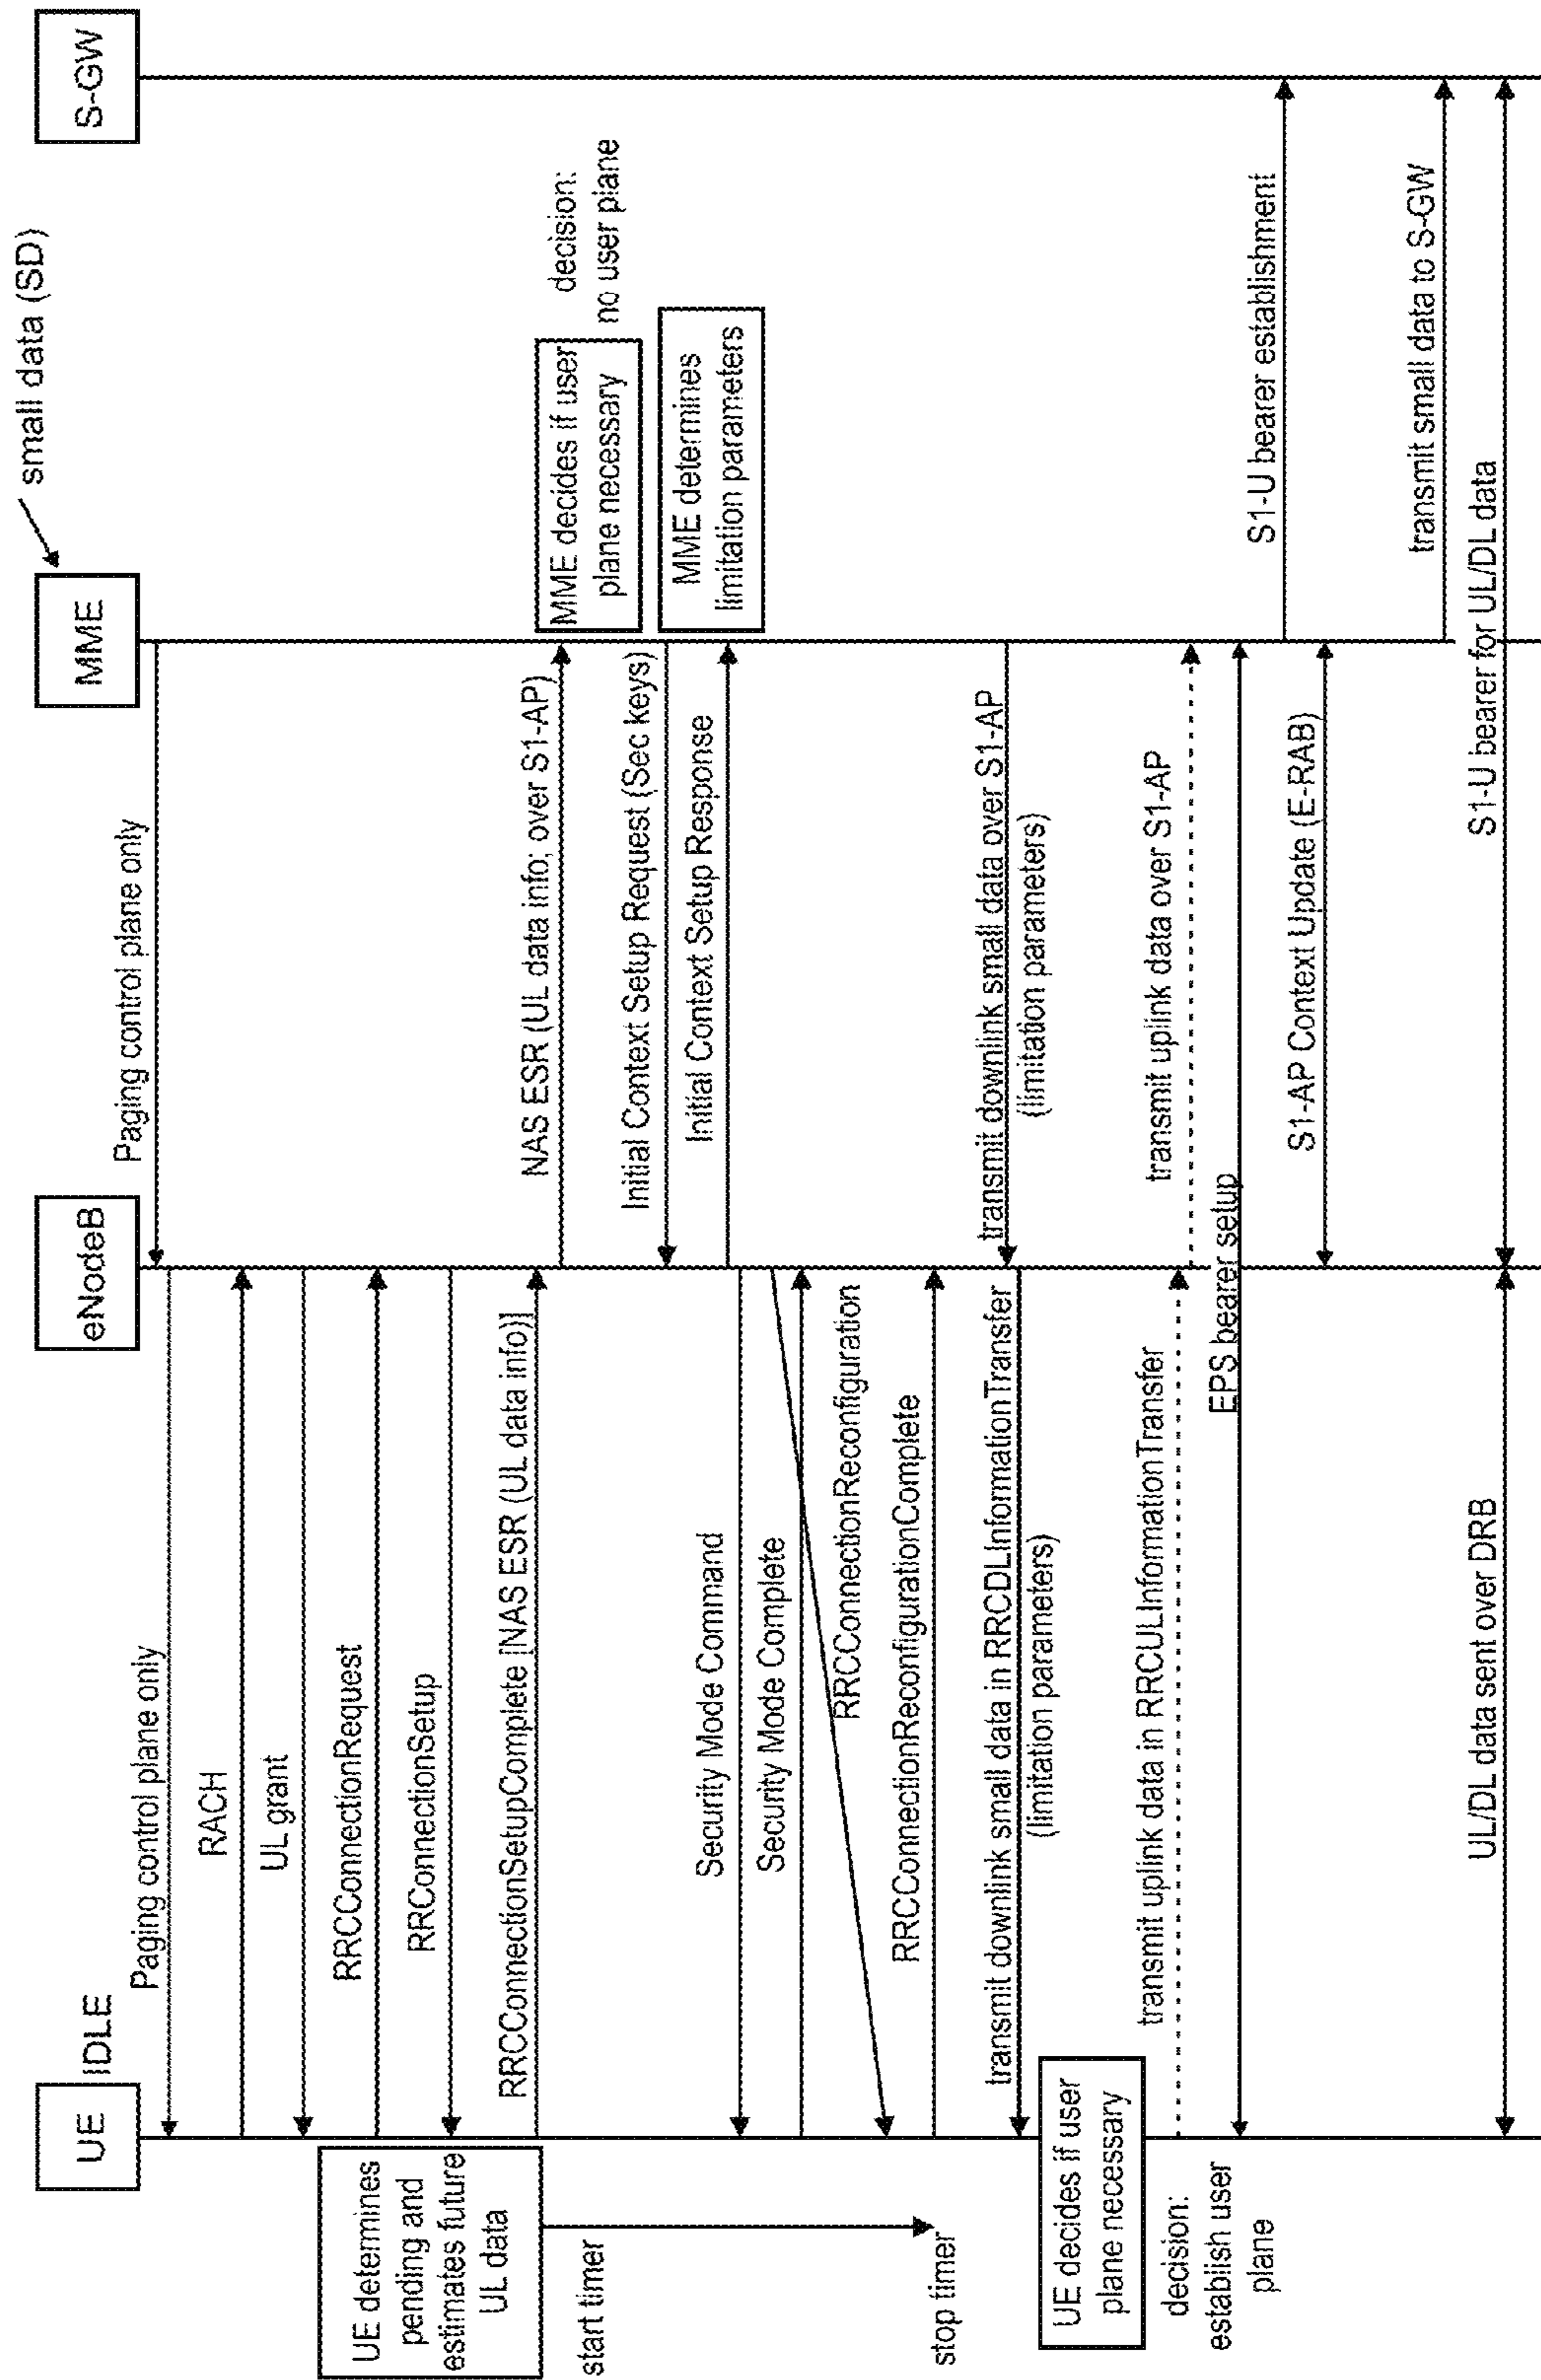 small data (SD)
UE
IDLE
eNodeB
MME
S-GW
Paging control plane only
Paging control plane only
RACH
UL grant
UE determines
pending and
estimates future
UL data
RRCConnectionRequest
RRConnectionSetup
RRCConnectionSetupComplete [NAS ESR (UL data info)]
NAS ESR (UL data info; over S1-AP)
MME decides if user
plane necessary
decision:
no user plane
start timer
Initial Context Setup Request (Sec keys)
MME determines
limitation parameters
Initial Context Setup Response
Security Mode Command
Security Mode Complete
RRCConnectionReconfiguration
RRCConnectionReconfigurationComplete
stop timer
transmit downlink small data over S1-AP
(limitation parameters)
transmit downlink small data in RRCDLInformationTransfer
(limitation parameters)
UE decides if user
plane necessary
decision:
establish user
plane
transmit uplink data in RRCULInformationTransfer
transmit uplink data over S1-AP
EPS bearer setup
S1-U bearer establishment
S1-AP Context Update (E-RAB)
transmit small data to S-GW
UL/DL data sent over DRB
S1-U bearer for UL/DL data